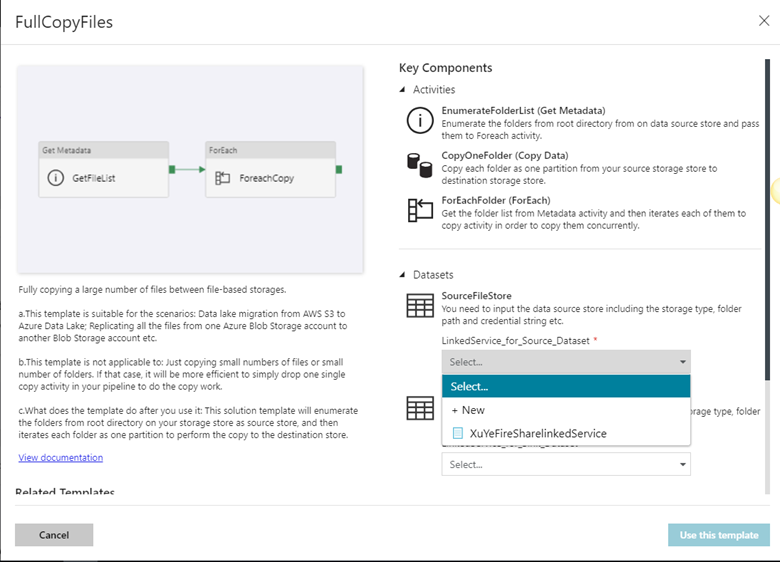 FullCopyFiles
Get Metadata
GetFileList
ForEach
ForeachCopy
Fully copying a large number of files between file-based storages.
a.This template is suitable for the scenarios: Data lake migration from AWS S3 to
Azure Data Lake; Replicating all the files from one Azure Blob Storage account to
another Blob Storage account etc.
b.This template is not applicable to: Just copying small numbers of files or small
number of folders. If that case, it will be more efficient to simply drop one single
copy activity in your pipeline to do the copy work.
c.What does the template do after you use it: This solution template will enumerate
the folders from root directory on your storage store as source store, and then
iterates each folder as one partition to perform the copy to the destination store.
View documentation
Related Templates
Key Components
Activities
EnumerateFolderList (Get Metadata)
Enumerate the folders from root directory from on data source store and pass
them to Foreach activity.
CopyOneFolder (Copy Data)
Copy each folder as one partition from your source storage store to
destination storage store.
ForEachFolder (ForEach)
Get the folder list from Metadata activity and then iterates each of them to
copy activity in order to copy them concurrently.
Datasets
SourceFileStore
You need to input the data source store including the storage type, folder
path and credential string etc.
LinkedService_for_Source_Dataset *
Select...
Select...
+ New
orage type, folder
XuYeFireSharelinkedService
Select...
Cancel
Use this template